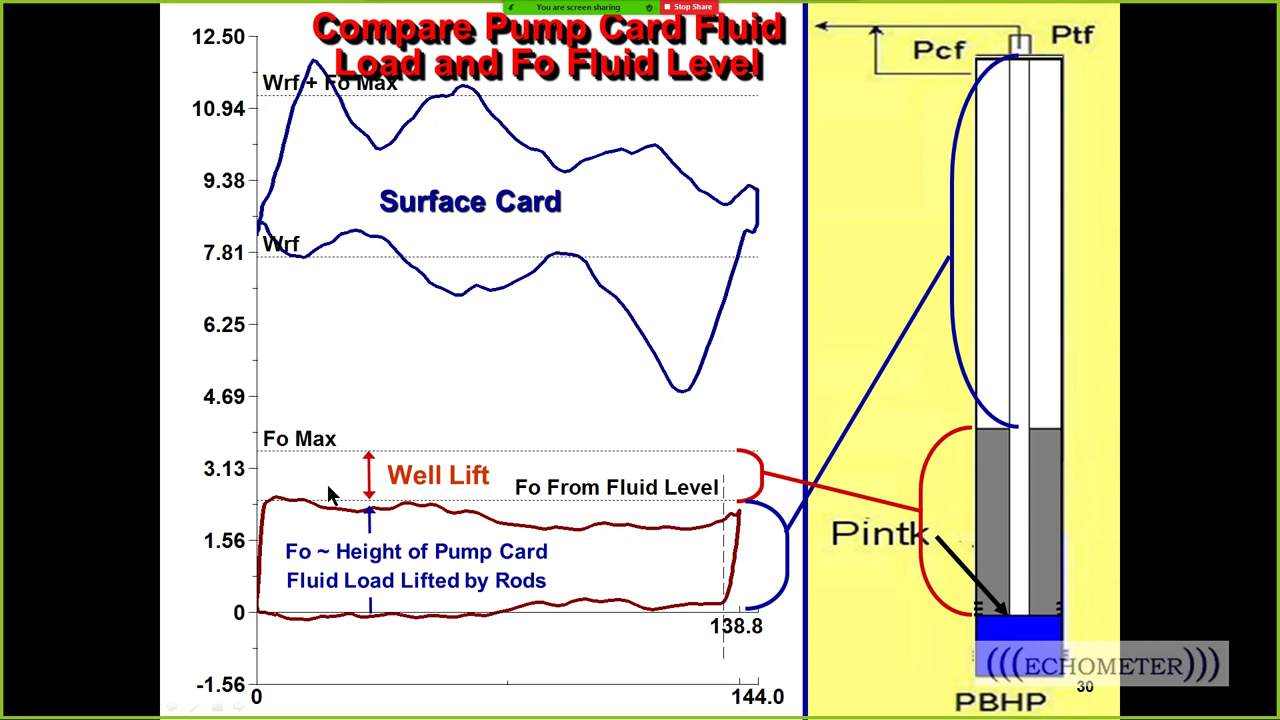 You are screen sharing
Stop Share
Compare Pump Card Fluid
Load and Fo Fluid Level
12.50
10.94
9.38
7.81
6.25
4.69
3.13
1.56
0
-1.56
0
144.0
138.8
Wrf + Fo Max
Surface Card
Wrf
Fo Max
Well Lift
Fo From Fluid Level
Fo ~ Height of Pump Card
Fluid Load Lifted by Rods
Pcf
Ptf
Pintk
PBHP
(((ECHOMETER)))
30